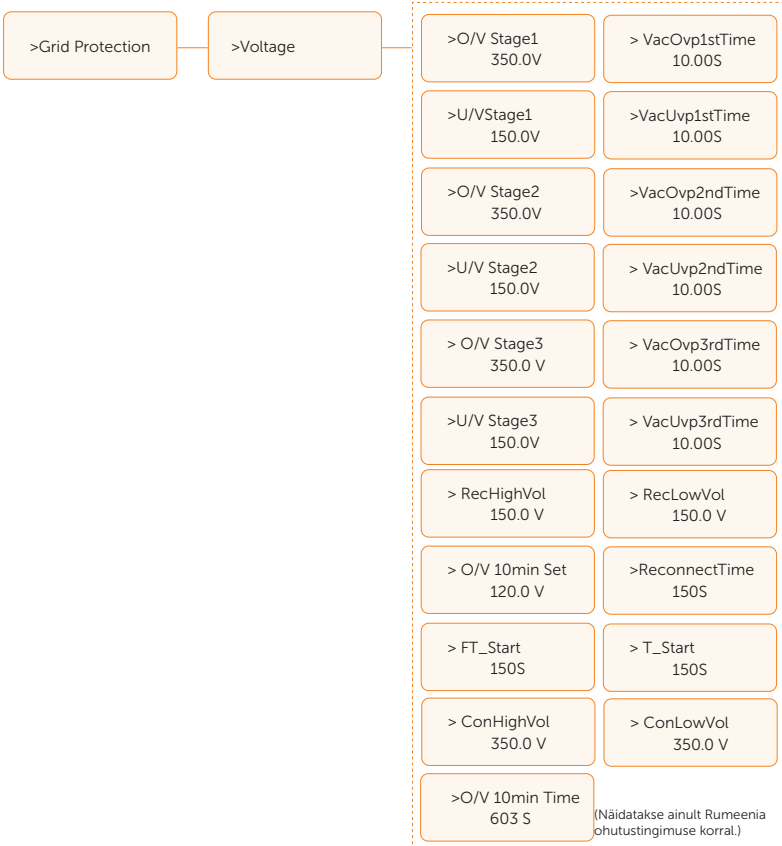 >Grid Protection
>Voltage
>O/V Stage1
350.0V
> VacOvp1stTime
10.00S
>U/VStage1
150.0V
>VacUvp1stTime
10.00S
>O/V Stage2
350.0V
>VacOvp2ndTime
10.00S
>U/V Stage2
150.0V
> VacUvp2ndTime
10.00S
> O/V Stage3
350.0 V
> VacOvp3rdTime
10.00S
>U/V Stage3
150.0V
> VacUvp3rdTime
10.00S
> RecHighVol
150.0 V
> RecLowVol
150.0 V
> O/V 10min Set
120.0 V
>ReconnectTime
150S
> FT_Start
150S
> T_Start
150S
> ConHighVol
350.0 V
> ConLowVol
350.0 V
>O/V 10min Time
603 S
(Näidatakse ainult Rumeenia
ohutustingimuse korral.)